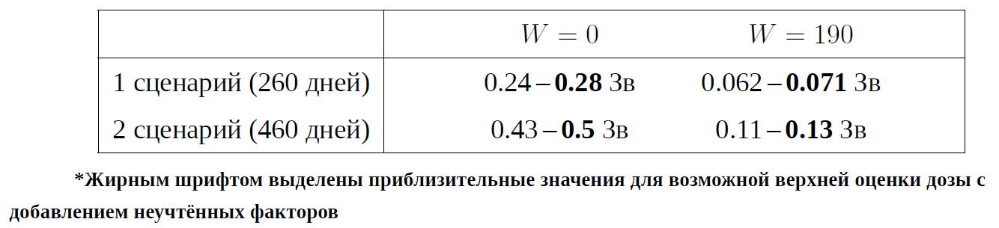 W = 0 W = 190
1 сценарий (260 дней) 0.24 – 0.28 Зв 0.062 – 0.071 Зв
2 сценарий (460 дней) 0.43 – 0.5 Зв 0.11 – 0.13 Зв
*Жирным шрифтом выделены приблизительные значения для возможной верхней оценки дозы с
добавлением неучтённых факторов